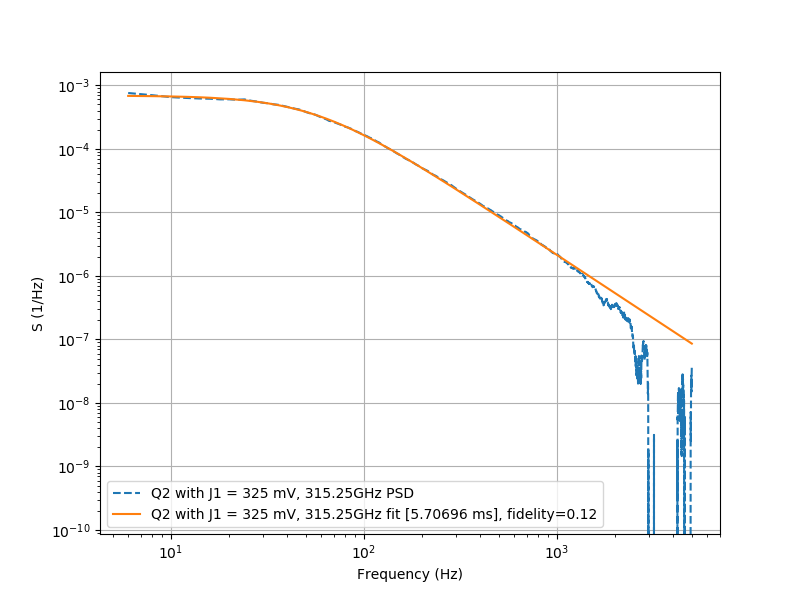 10⁻³
10⁻⁴
10⁻⁵
10⁻⁶
10⁻⁷
10⁻⁸
10⁻⁹
10⁻¹⁰
S (1/Hz)
Q2 with J1 = 325 mV, 315.25GHz PSD
Q2 with J1 = 325 mV, 315.25GHz fit [5.70696 ms], fidelity=0.12
10¹ 10² 10³
Frequency (Hz)